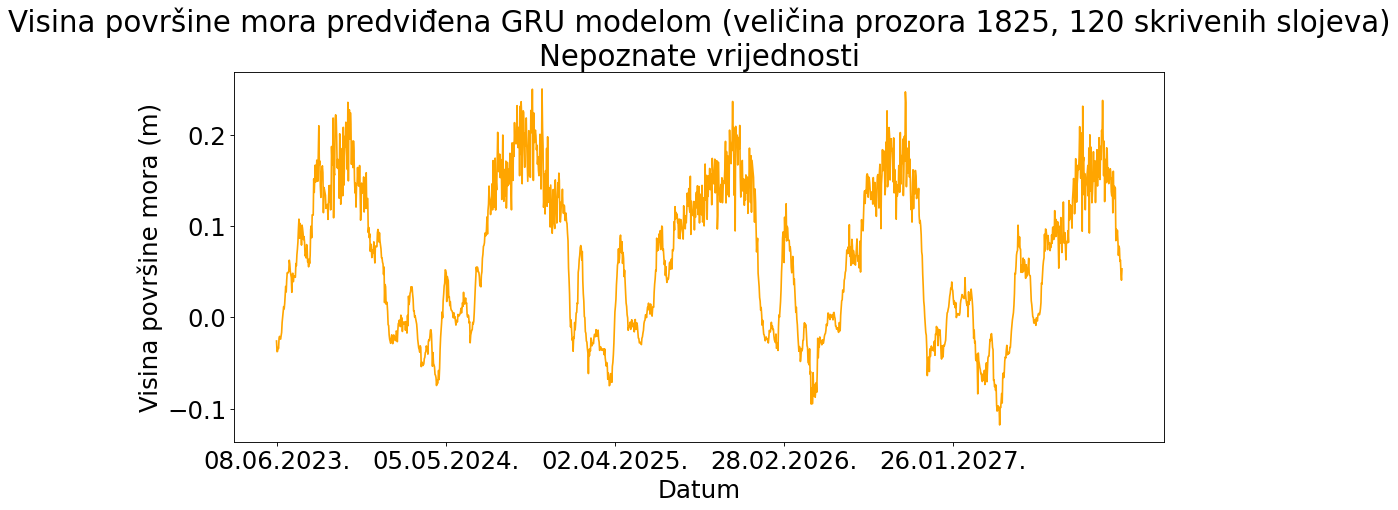 Visina površine mora predviđena GRU modelom (veličina prozora 1825, 120 skrivenih slojeva)
Nepoznate vrijednosti
Visina površine mora (m)
0.2
0.1
0.0
−0.1
08.06.2023. 05.05.2024. 02.04.2025. 28.02.2026. 26.01.2027.
Datum